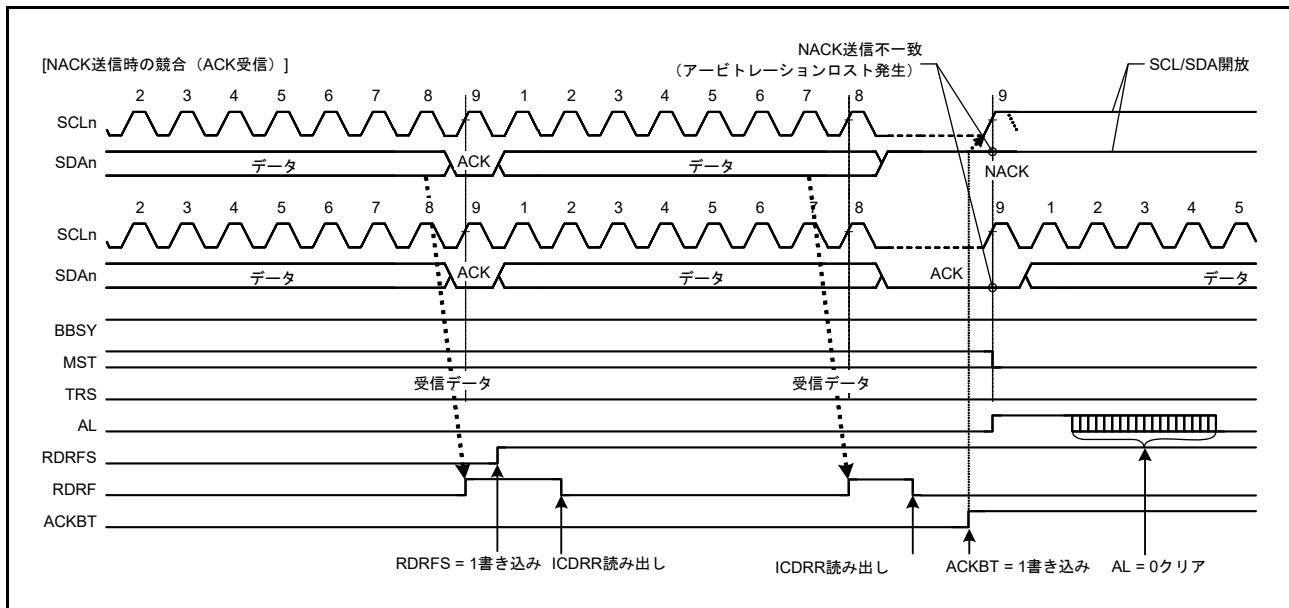 [NACK送信時の競合（ACK受信）]
NACK送信不一致
（アービトレーションロスト発生）
SCL/SDA開放
2 3 4 5 6 7 8 9 1 2 3 4 5 6 7 8 9
SCLn
SDAn データ ACK データ NACK
2 3 4 5 6 7 8 9 1 2 3 4 5 6 7 8 9 1 2 3 4 5
SCLn
SDAn データ ACK データ ACK データ
BBSY
MST
受信データ 受信データ
TRS
AL
RDRFS
RDRF
ACKBT
RDRFS = 1書き込み ICDRR読み出し ICDRR読み出し ACKBT = 1書き込み AL = 0クリア